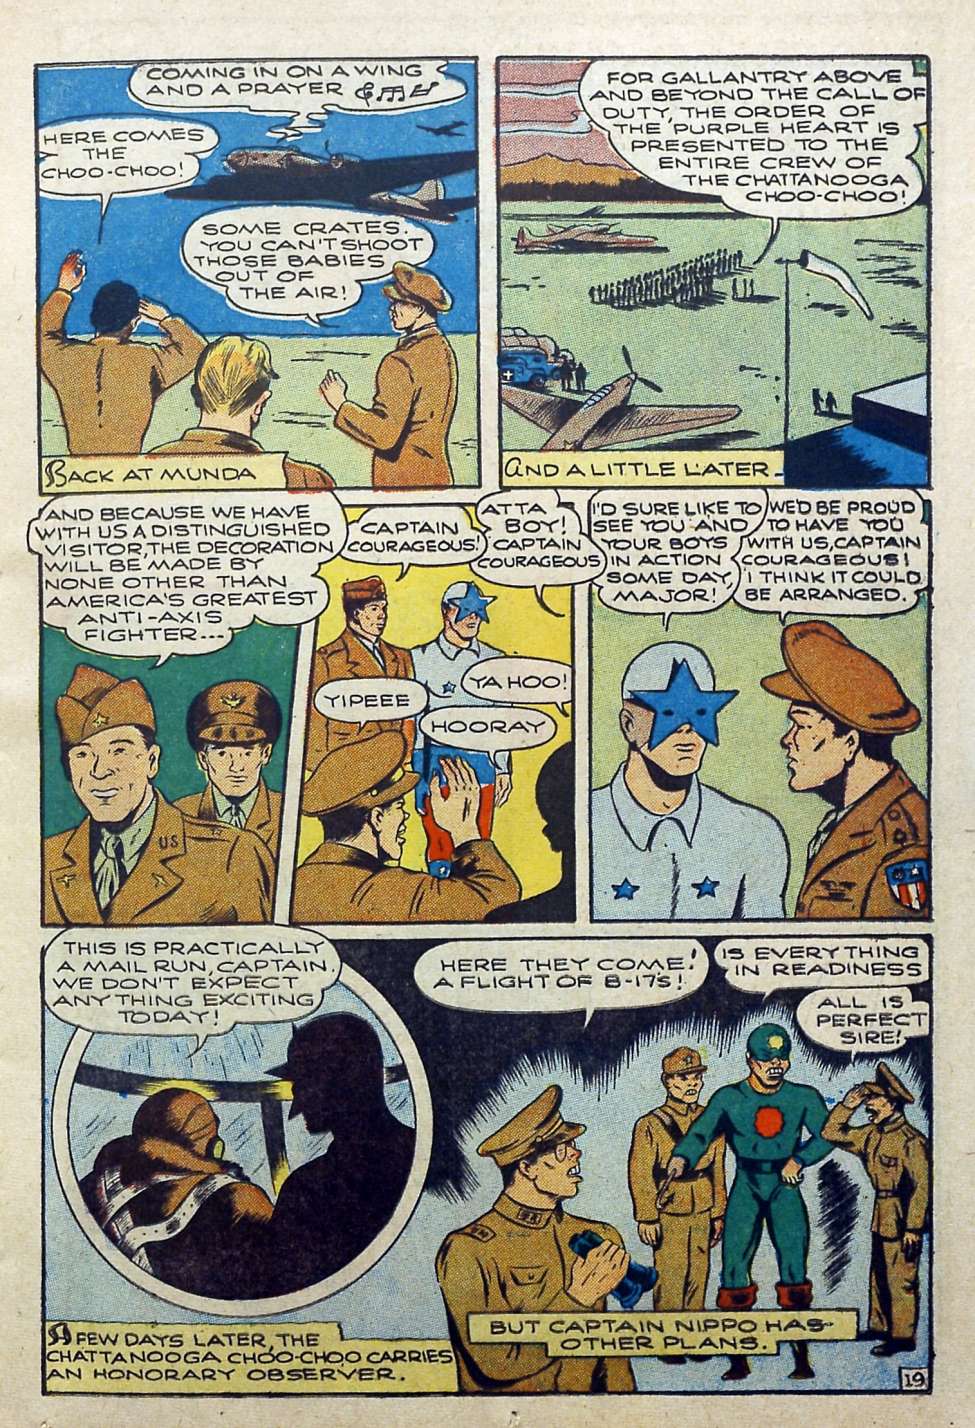 COMING IN ON A WING
AND A PRAYER
HERE COMES
THE
CHOO-CHOO!
SOME CRATES.
YOU CAN'T SHOOT
THOSE BABIES
OUT OF
THE AIR!
BACK AT MUNDA
FOR GALLANTRY ABOVE
AND BEYOND THE CALL OF
DUTY, THE ORDER OF
THE PURPLE HEART IS
PRESENTED TO THE
ENTIRE CREW OF
THE CHATTANOOGA
CHOO-CHOO!
AND A LITTLE LATER-
AND BECAUSE WE HAVE
WITH US A DISTINGUISHED
VISITOR, THE DECORATION
WILL BE MADE BY
NONE OTHER THAN
AMERICA'S GREATEST
ANTI-AXIS
FIGHTER---
US
CAPTAIN
COURAGEOUS!
ATTA
BOY!
CAPTAIN
COURAGEOUS
YIPEEE
YA HOO!
HOORAY
I'D SURE LIKE TO
SEE YOU AND
YOUR BOYS
IN ACTION
SOME DAY,
MAJOR!
WE'D BE PROUD
TO HAVE YOU
WITH US, CAPTAIN
COURAGEOUS!
I THINK IT COULD
BE ARRANGED.
THIS IS PRACTICALLY
A MAIL RUN, CAPTAIN.
WE DON'T EXPECT
ANYTHING EXCITING
TODAY!
A FEW DAYS LATER, THE
CHATTANOOGA CHOO-CHOO CARRIES
AN HONORARY OBSERVER.
HERE THEY COME!
A FLIGHT OF B-17S!
IS EVERYTHING
IN READINESS
ALL IS
PERFECT
SIRE!
BUT CAPTAIN NIPPO HAS
OTHER PLANS.
19